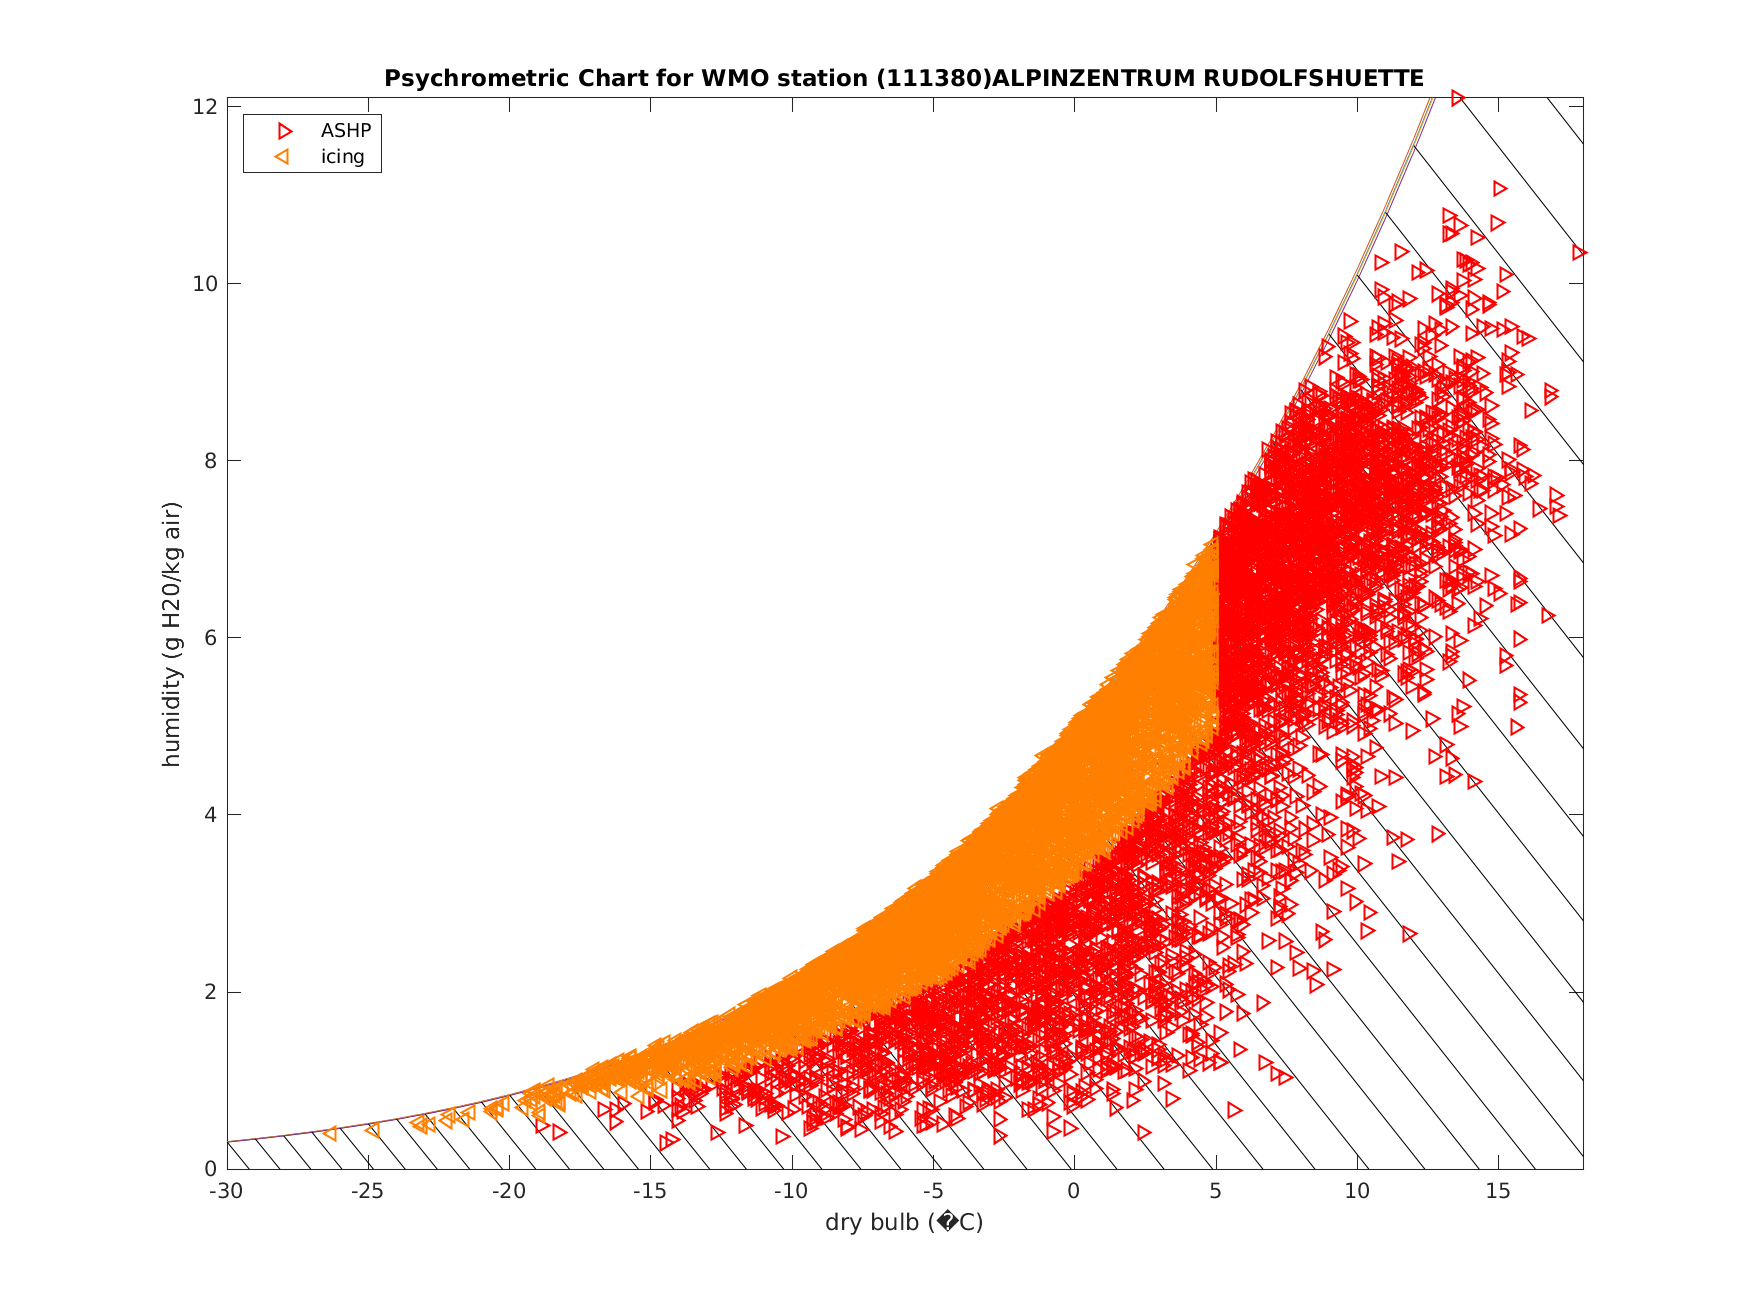 Psychrometric Chart for WMO station (111380)ALPINZENTRUM RUDOLFSHUETTE
ASHP
icing
humidity (g H20/kg air)
12
10
8
6
4
2
0
-30 -25 -20 -15 -10 -5 0 5 10 15
dry bulb (�C)